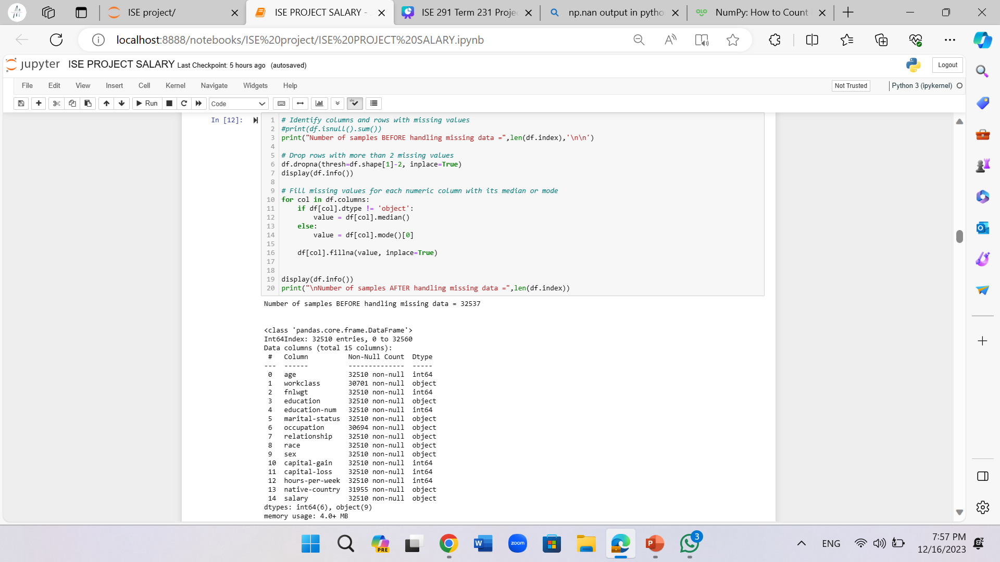 ISE project/
ISE PROJECT SALARY -
ISE 291 Term 231 Proje
np.nan output in pytho
NumPy: How to Count
localhost:8888/notebooks/ISE%20project/ISE%20PROJECT%20SALARY.ipynb
jupyter ISE PROJECT SALARY Last Checkpoint: 5 hours ago (autosaved)
Logout
File Edit View Insert Cell Kernel Navigate Widgets Help
Not Trusted
Python 3 (ipykernel)
Run
Code
In [12]:
1 # Identify columns and rows with missing values
2 #print(df.isnull().sum())
3 print("Number of samples BEFORE handling missing data =",len(df.index),'\n\n')
4
5 # Drop rows with more than 2 missing values
6 df.dropna(thresh=df.shape[1]-2, inplace=True)
7 display(df.info())
8
9 # Fill missing values for each numeric column with its median or mode
10 for col in df.columns:
11     if df[col].dtype != 'object':
12         value = df[col].median()
13     else:
14         value = df[col].mode()[0]
15
16     df[col].fillna(value, inplace=True)
17
18
19 display(df.info())
20 print("\nNumber of samples AFTER handling missing data =",len(df.index))
Number of samples BEFORE handling missing data = 32537
<class 'pandas.core.frame.DataFrame'>
Int64Index: 32510 entries, 0 to 32560
Data columns (total 15 columns):
 #   Column          Non-Null Count  Dtype
---  ------          --------------  -----
 0   age             32510 non-null  int64
 1   workclass       30701 non-null  object
 2   fnlwgt          32510 non-null  int64
 3   education       32510 non-null  object
 4   education-num   32510 non-null  int64
 5   marital-status  32510 non-null  object
 6   occupation      30694 non-null  object
 7   relationship    32510 non-null  object
 8   race            32510 non-null  object
 9   sex             32510 non-null  object
 10  capital-gain    32510 non-null  int64
 11  capital-loss    32510 non-null  int64
 12  hours-per-week  32510 non-null  int64
 13  native-country  31955 non-null  object
 14  salary          32510 non-null  object
dtypes: int64(6), object(9)
memory usage: 4.0+ MB
PRE
W
zoom
P
3
ENG
7:57 PM
12/16/2023